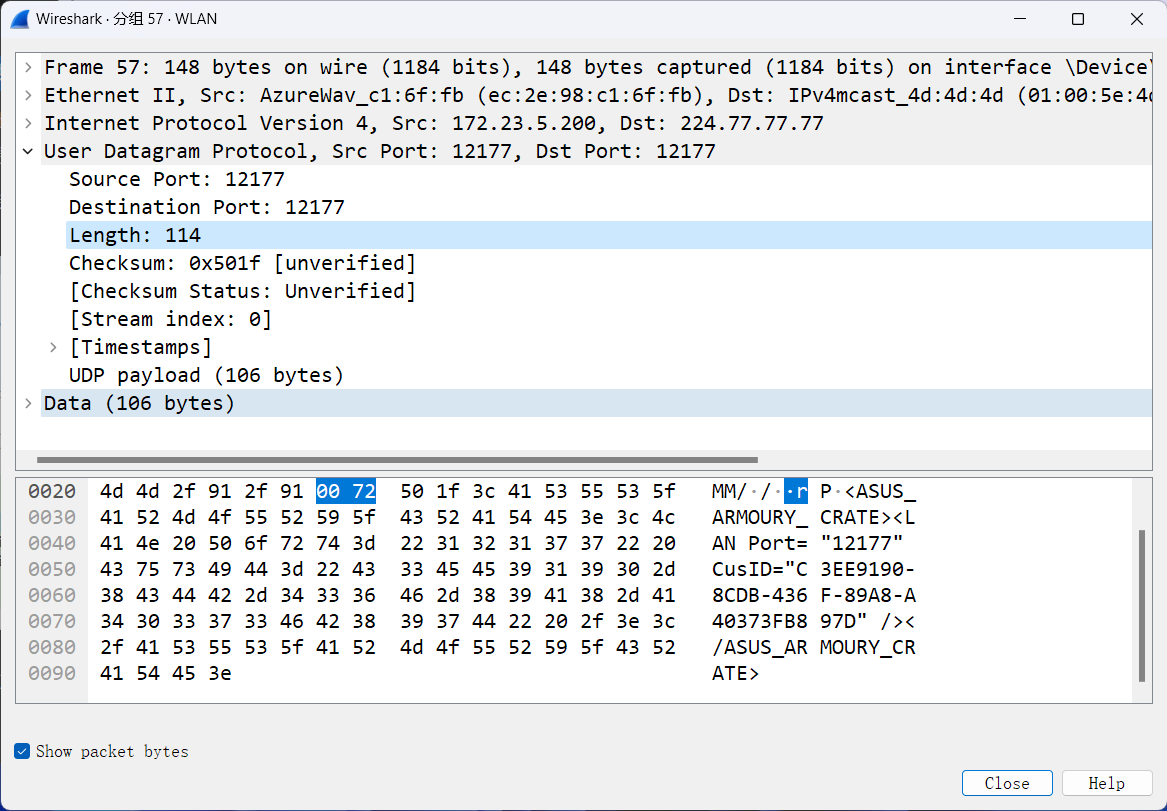 Wireshark · 分组 57 · WLAN
Frame 57: 148 bytes on wire (1184 bits), 148 bytes captured (1184 bits) on interface \Device\
Ethernet II, Src: AzureWav_c1:6f:fb (ec:2e:98:c1:6f:fb), Dst: IPv4mcast_4d:4d:4d (01:00:5e:4d
Internet Protocol Version 4, Src: 172.23.5.200, Dst: 224.77.77.77
User Datagram Protocol, Src Port: 12177, Dst Port: 12177
Source Port: 12177
Destination Port: 12177
Length: 114
Checksum: 0x501f [unverified]
[Checksum Status: Unverified]
[Stream index: 0]
[Timestamps]
UDP payload (106 bytes)
Data (106 bytes)
0020 4d 4d 2f 91 2f 91 00 72 50 1f 3c 41 53 55 53 5f MM/·/··r P·<ASUS_
0030 41 52 4d 4f 55 52 59 5f 43 52 41 54 45 3e 3c 4c ARMOURY_ CRATE><L
0040 41 4e 20 50 6f 72 74 3d 22 31 32 31 37 37 22 20 AN Port= "12177"
0050 43 75 73 49 44 3d 22 43 33 45 45 39 31 39 30 2d CusID="C 3EE9190-
0060 38 43 44 42 2d 34 33 36 46 2d 38 39 41 38 2d 41 8CDB-436 F-89A8-A
0070 34 30 33 37 33 46 42 38 39 37 44 22 20 2f 3e 3c 40373FB8 97D" /><
0080 2f 41 53 55 53 5f 41 52 4d 4f 55 52 59 5f 43 52 /ASUS_AR MOURY_CR
0090 41 54 45 3e ATE>
Show packet bytes
Close Help